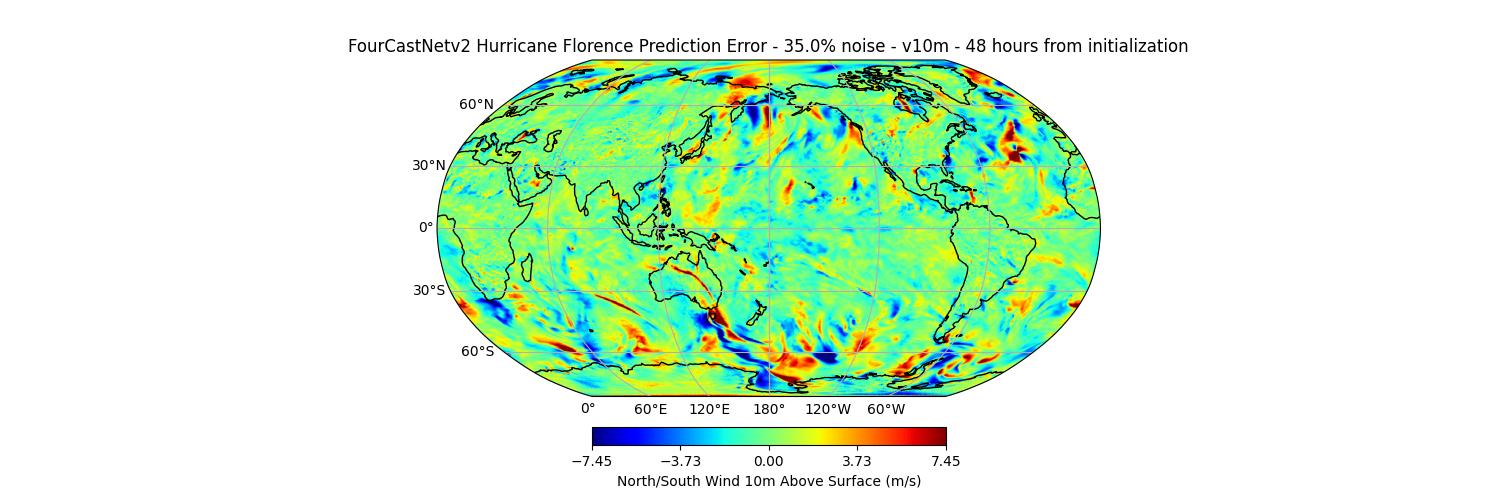 FourCastNetv2 Hurricane Florence Prediction Error - 35.0% noise - v10m - 48 hours from initialization
60°N
30°N
0°
30°S
60°S
0° 60°E 120°E 180° 120°W 60°W
−7.45 −3.73 0.00 3.73 7.45
North/South Wind 10m Above Surface (m/s)